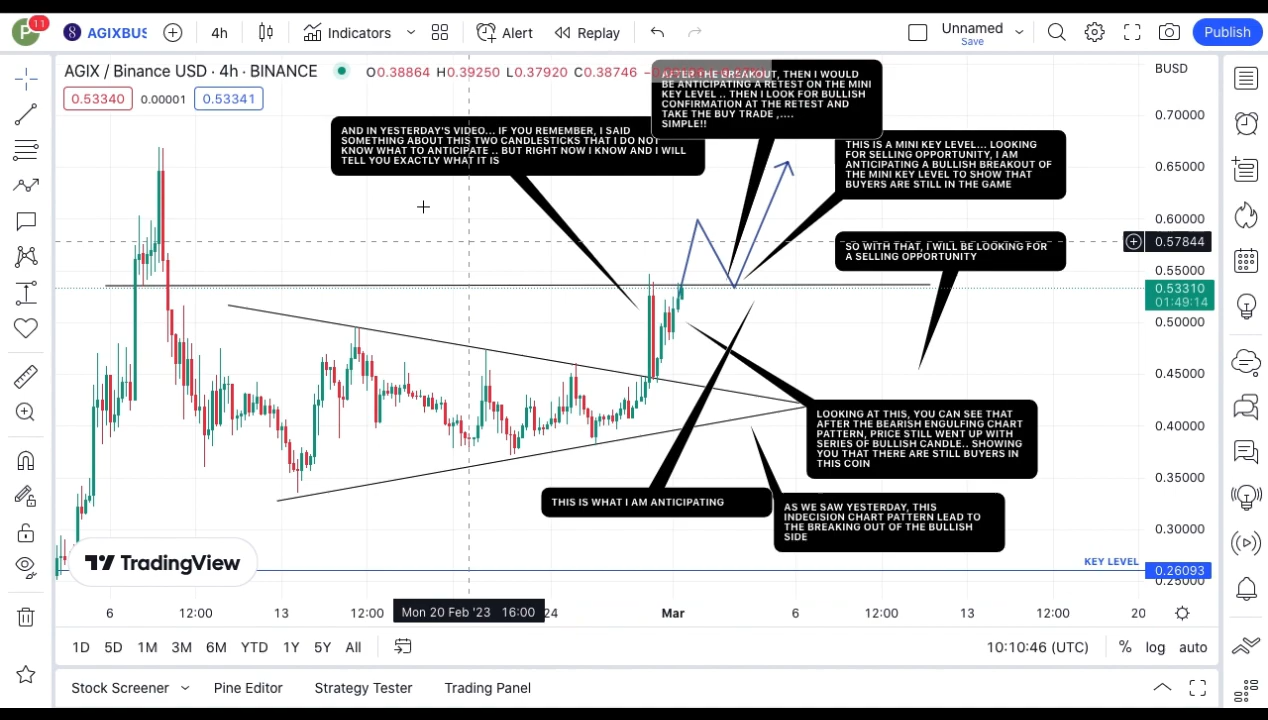 P 11
AGIXBUS
4h
Indicators
Alert
Replay
Unnamed
Save
Publish
AGIX / Binance USD · 4h · BINANCE
O0.38864 H0.39250 L0.37920 C0.38746
0.53340
0.00001
0.53341
BUSD
AFTER THE BREAKOUT, THEN I WOULD
BE ANTICIPATING A RETEST ON THE MINI
KEY LEVEL .. THEN I LOOK FOR BULLISH
CONFIRMATION AT THE RETEST AND
TAKE THE BUY TRADE ,....
SIMPLE!!
AND IN YESTERDAY'S VIDEO... IF YOU REMEMBER, I SAID
SOMETHING ABOUT THIS TWO CANDLESTICKS THAT I DO NOT
KNOW WHAT TO ANTICIPATE .. BUT RIGHT NOW I KNOW AND I WILL
TELL YOU EXACTLY WHAT IT IS
THIS IS A MINI KEY LEVEL... LOOKING
FOR SELLING OPPORTUNITY, I AM
ANTICIPATING A BULLISH BREAKOUT OF
THE MINI KEY LEVEL TO SHOW THAT
BUYERS ARE STILL IN THE GAME
SO WITH THAT, I WILL BE LOOKING FOR
A SELLING OPPORTUNITY
LOOKING AT THIS, YOU CAN SEE THAT
AFTER THE BEARISH ENGULFING CHART
PATTERN, PRICE STILL WENT UP WITH
SERIES OF BULLISH CANDLE.. SHOWING
YOU THAT THERE ARE STILL BUYERS IN
THIS COIN
THIS IS WHAT I AM ANTICIPATING
AS WE SAW YESTERDAY, THIS
INDECISION CHART PATTERN LEAD TO
THE BREAKING OUT OF THE BULLISH
SIDE
0.70000
0.65000
0.60000
0.57844
0.55000
0.53310
01:49:14
0.50000
0.45000
0.40000
0.35000
0.30000
KEY LEVEL
0.26093
0.25000
TradingView
6
12:00
13
12:00
Mon 20 Feb '23 16:00
24
Mar
6
12:00
13
12:00
20
1D
5D
1M
3M
6M
YTD
1Y
5Y
All
10:10:46 (UTC)
%
log
auto
Stock Screener
Pine Editor
Strategy Tester
Trading Panel